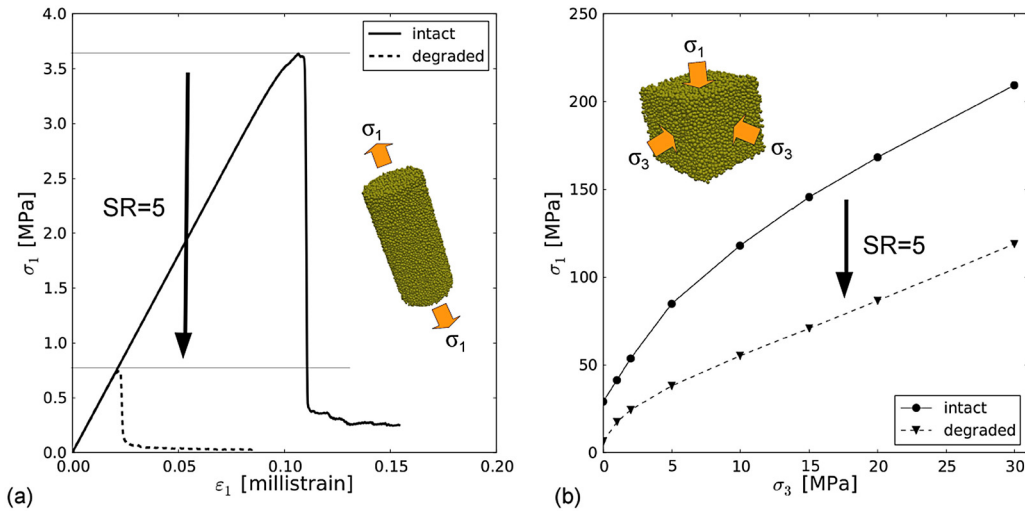 4.0
3.5
3.0
2.5
2.0
1.5
1.0
0.5
0.0
σ1 [MPa]
0.00
0.05
0.10
0.15
0.20
ε1 [millistrain]
intact
degraded
SR=5
σ1
σ1
(a)
250
200
150
100
50
0
σ1 [MPa]
0
5
10
15
20
25
30
σ3 [MPa]
σ1
σ3
σ3
SR=5
intact
degraded
(b)